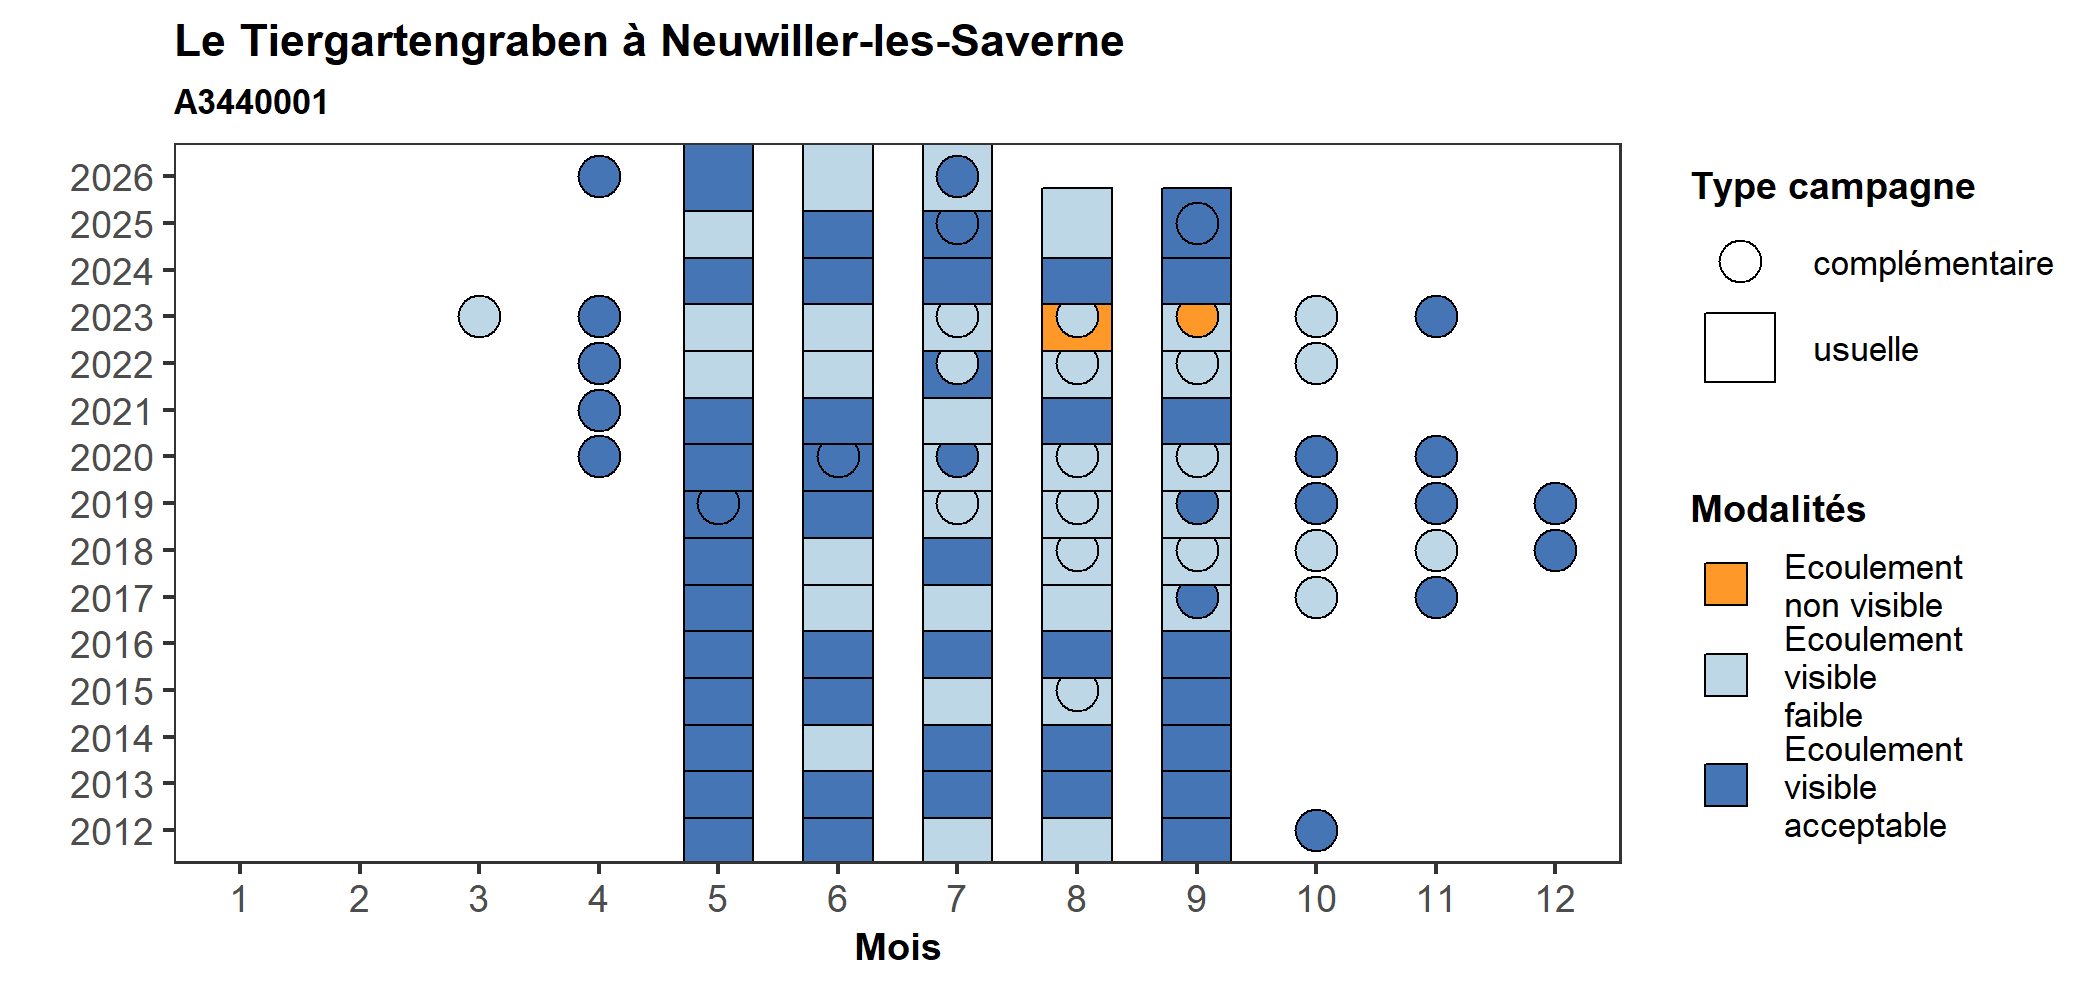 Le Tiergartengraben à Neuwiller-les-Saverne
A3440001
2026
2025
2024
2023
2022
2021
2020
2019
2018
2017
2016
2015
2014
2013
2012
1 2 3 4 5 6 7 8 9 10 11 12
Mois
Type campagne
complémentaire
usuelle
Modalités
Ecoulement
non visible
Ecoulement
visible
faible
Ecoulement
visible
acceptable